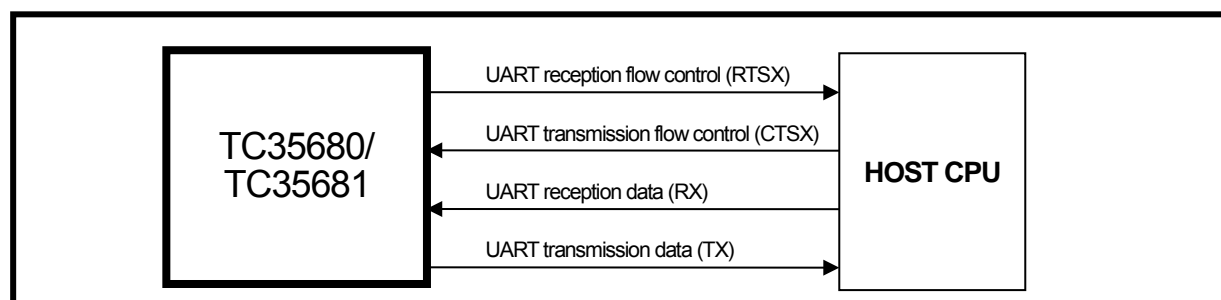 TC35680/
TC35681
UART reception flow control (RTSX)
UART transmission flow control (CTSX)
UART reception data (RX)
UART transmission data (TX)
HOST CPU